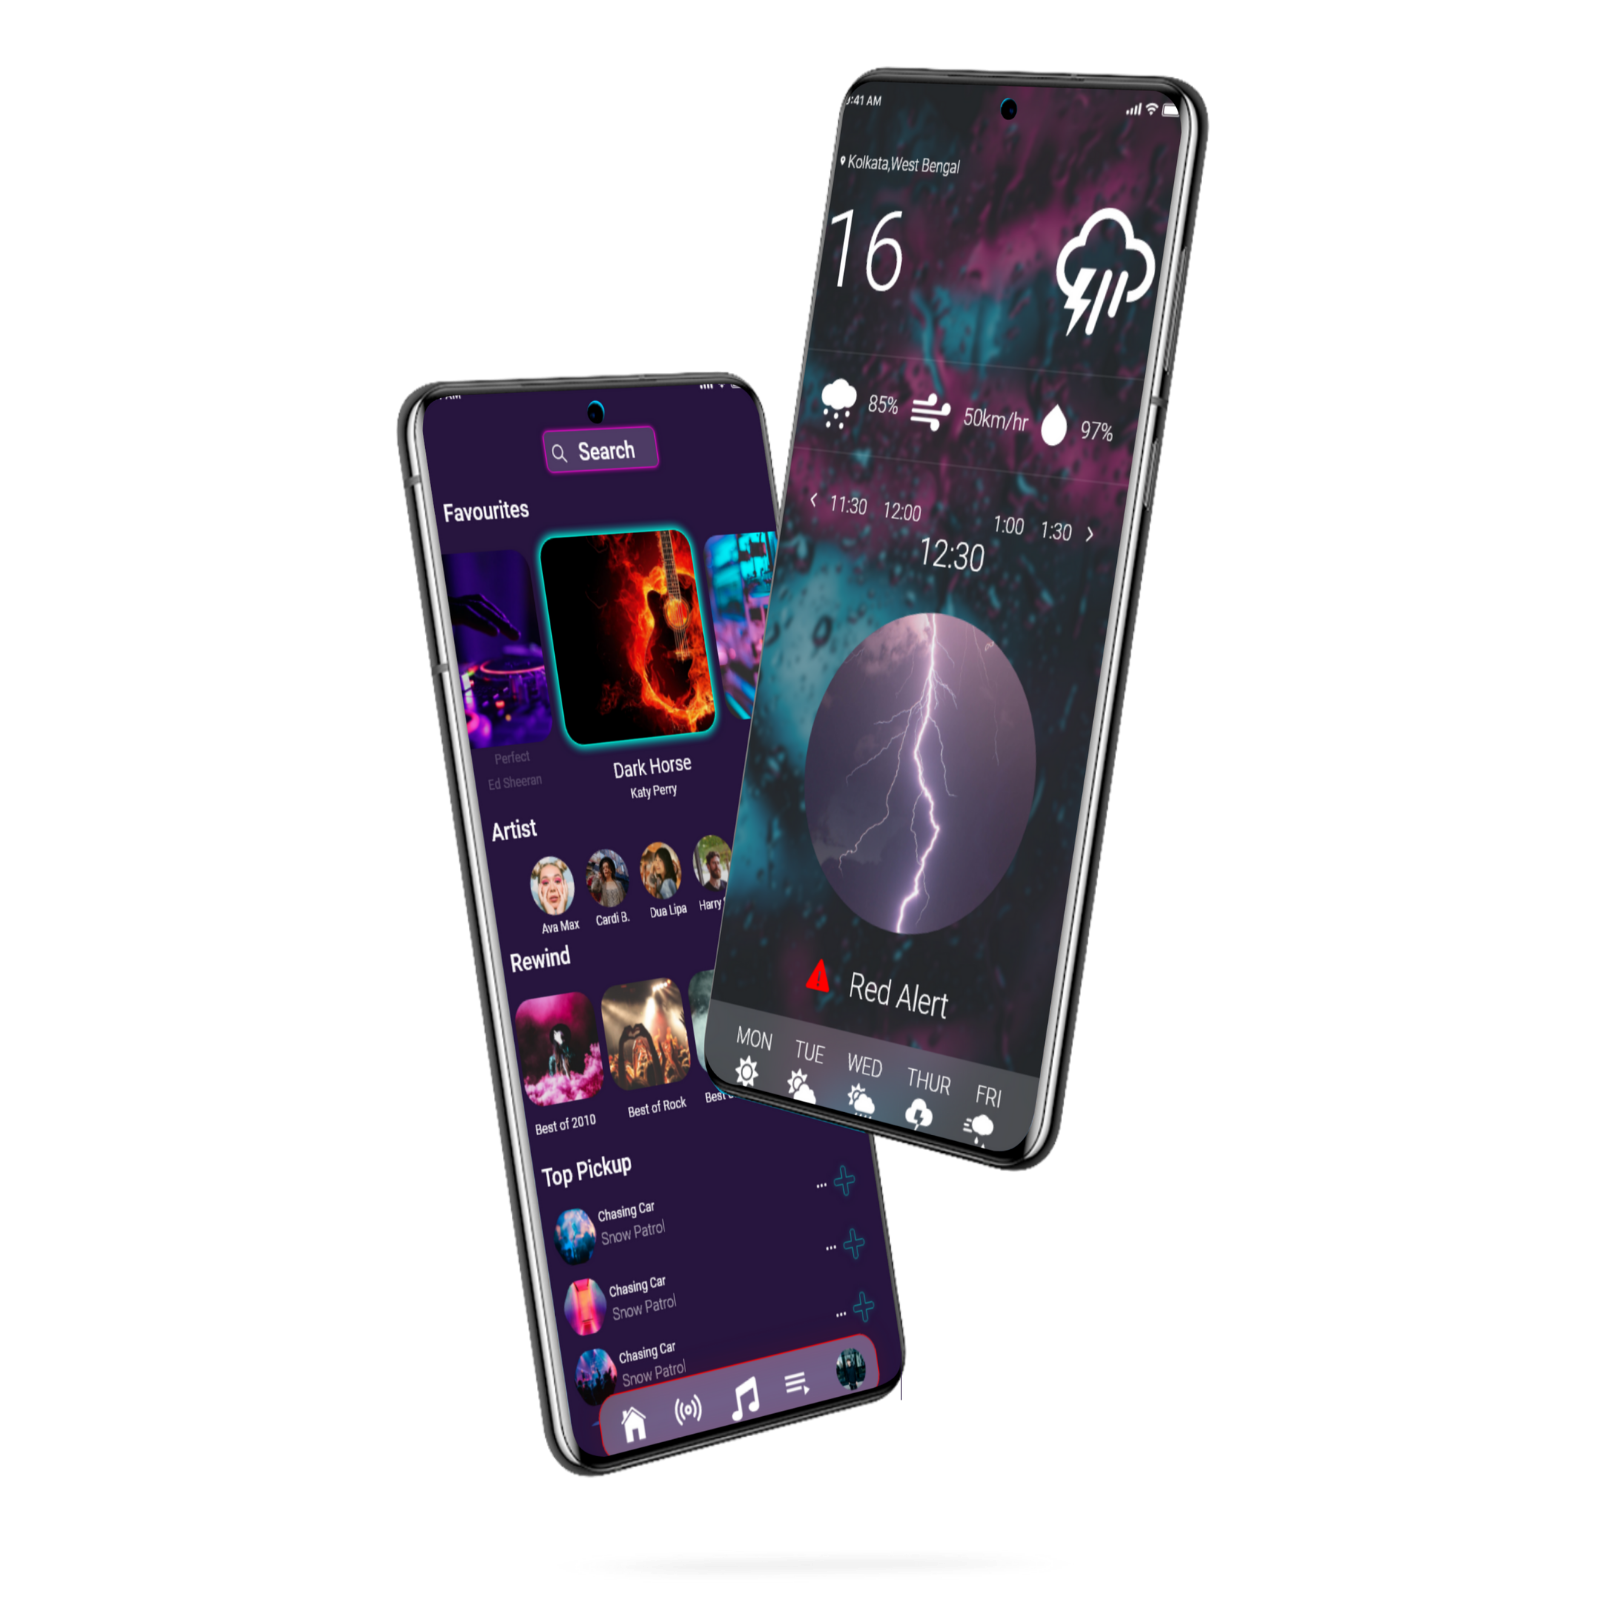 Search
Favourites
Perfect
Ed Sheeran
Dark Horse
Katy Perry
Artist
Ava Max
Cardi B.
Dua Lipa
Harry
Rewind
Best of 2010
Best of Rock
Top Pickup
Chasing Car
Snow Patrol
Chasing Car
Snow Patrol
Chasing Car
Snow Patrol
:41 AM
Kolkata,West Bengal
16
85%
50km/hr
97%
11:30
12:00
12:30
1:00
1:30
Red Alert
MON
TUE
WED
THUR
FRI